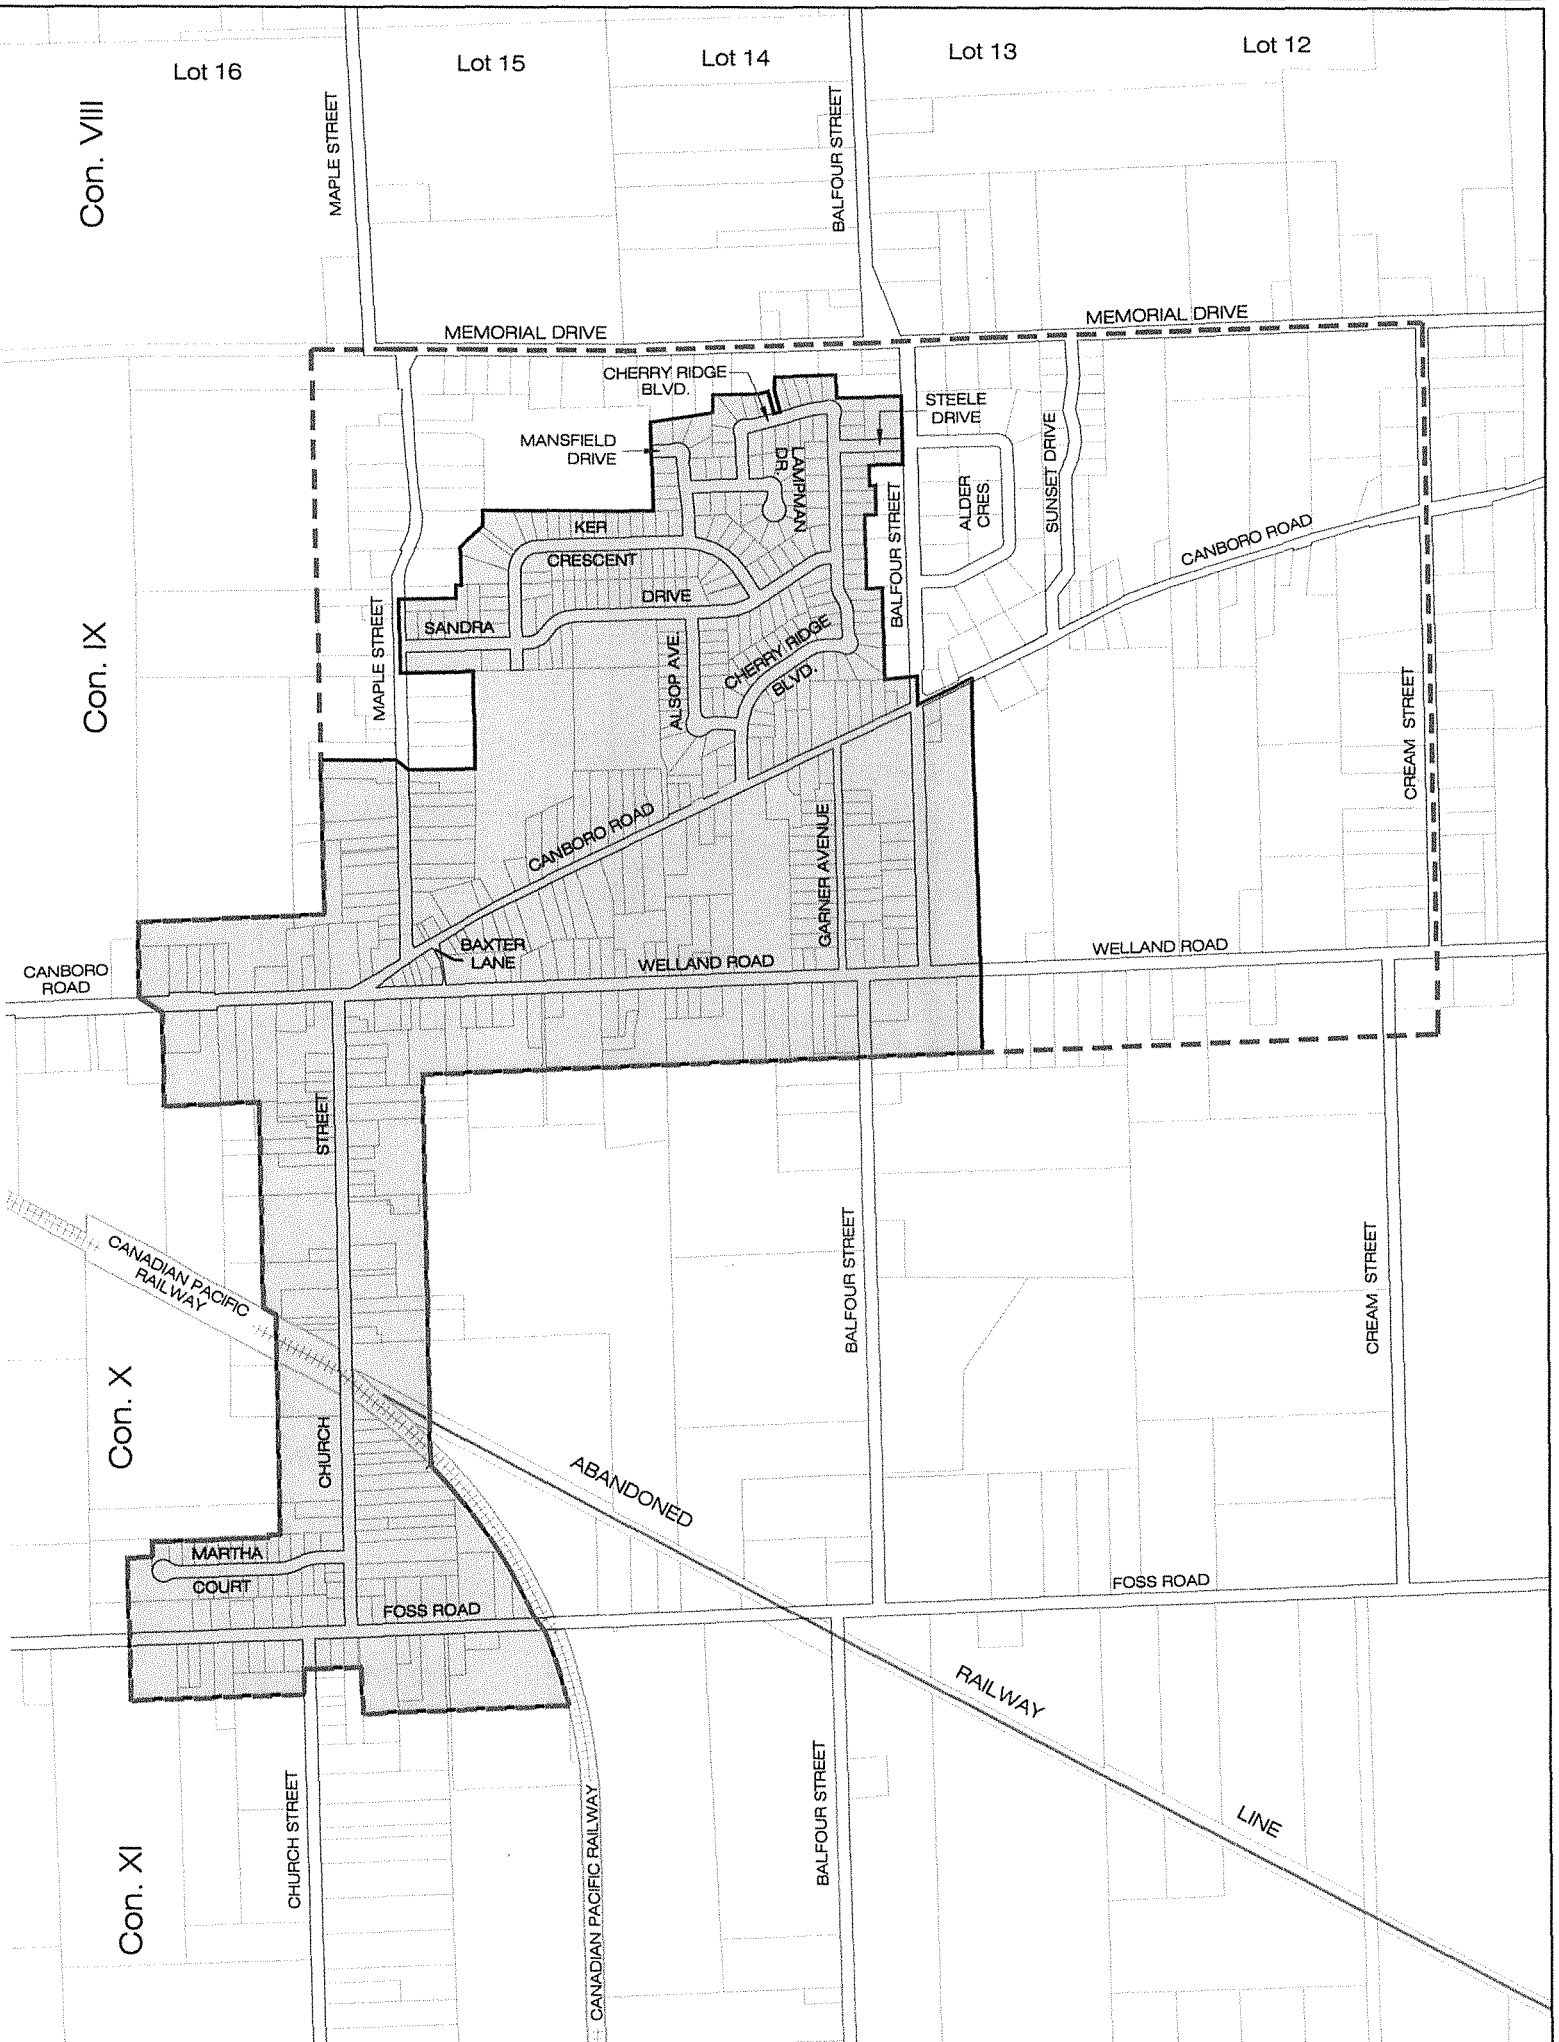 Lot 16
Lot 15
Lot 14
Lot 13
Lot 12
Con. VIII
MAPLE STREET
BALFOUR STREET
MEMORIAL DRIVE
MEMORIAL DRIVE
CHERRY RIDGE
BLVD.
STEELE
DRIVE
MANSFIELD
DRIVE
LAMPMAN
DR.
KER
CRESCENT
BALFOUR STREET
ALDER
CRES.
SUNSET DRIVE
CANBORO ROAD
Con. IX
MAPLE STREET
SANDRA
DRIVE
ALSOP AVE.
CHERRY RIDGE
BLVD.
CREAM STREET
CANBORO ROAD
GARNER AVENUE
CANBORO
ROAD
BAXTER
LANE
WELLAND ROAD
WELLAND ROAD
STREET
CANADIAN PACIFIC
RAILWAY
BALFOUR STREET
CREAM STREET
Con. X
CHURCH
ABANDONED
MARTHA
COURT
FOSS ROAD
FOSS ROAD
RAILWAY
Con. XI
CHURCH STREET
CANADIAN PACIFIC RAILWAY
BALFOUR STREET
LINE